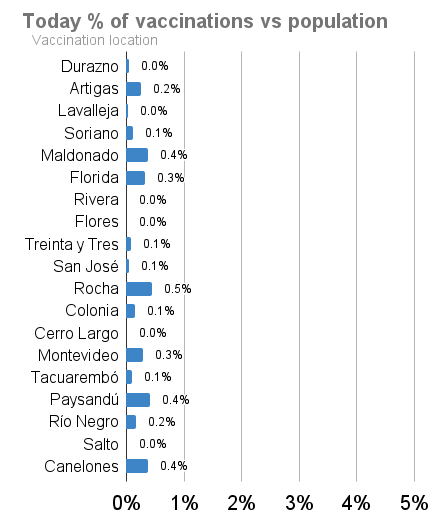 Today % of vaccinations vs population
Vaccination location
Durazno 0.0%
Artigas 0.2%
Lavalleja 0.0%
Soriano 0.1%
Maldonado 0.4%
Florida 0.3%
Rivera 0.0%
Flores 0.0%
Treinta y Tres 0.1%
San José 0.1%
Rocha 0.5%
Colonia 0.1%
Cerro Largo 0.0%
Montevideo 0.3%
Tacuarembó 0.1%
Paysandú 0.4%
Río Negro 0.2%
Salto 0.0%
Canelones 0.4%
0% 1% 2% 3% 4% 5%